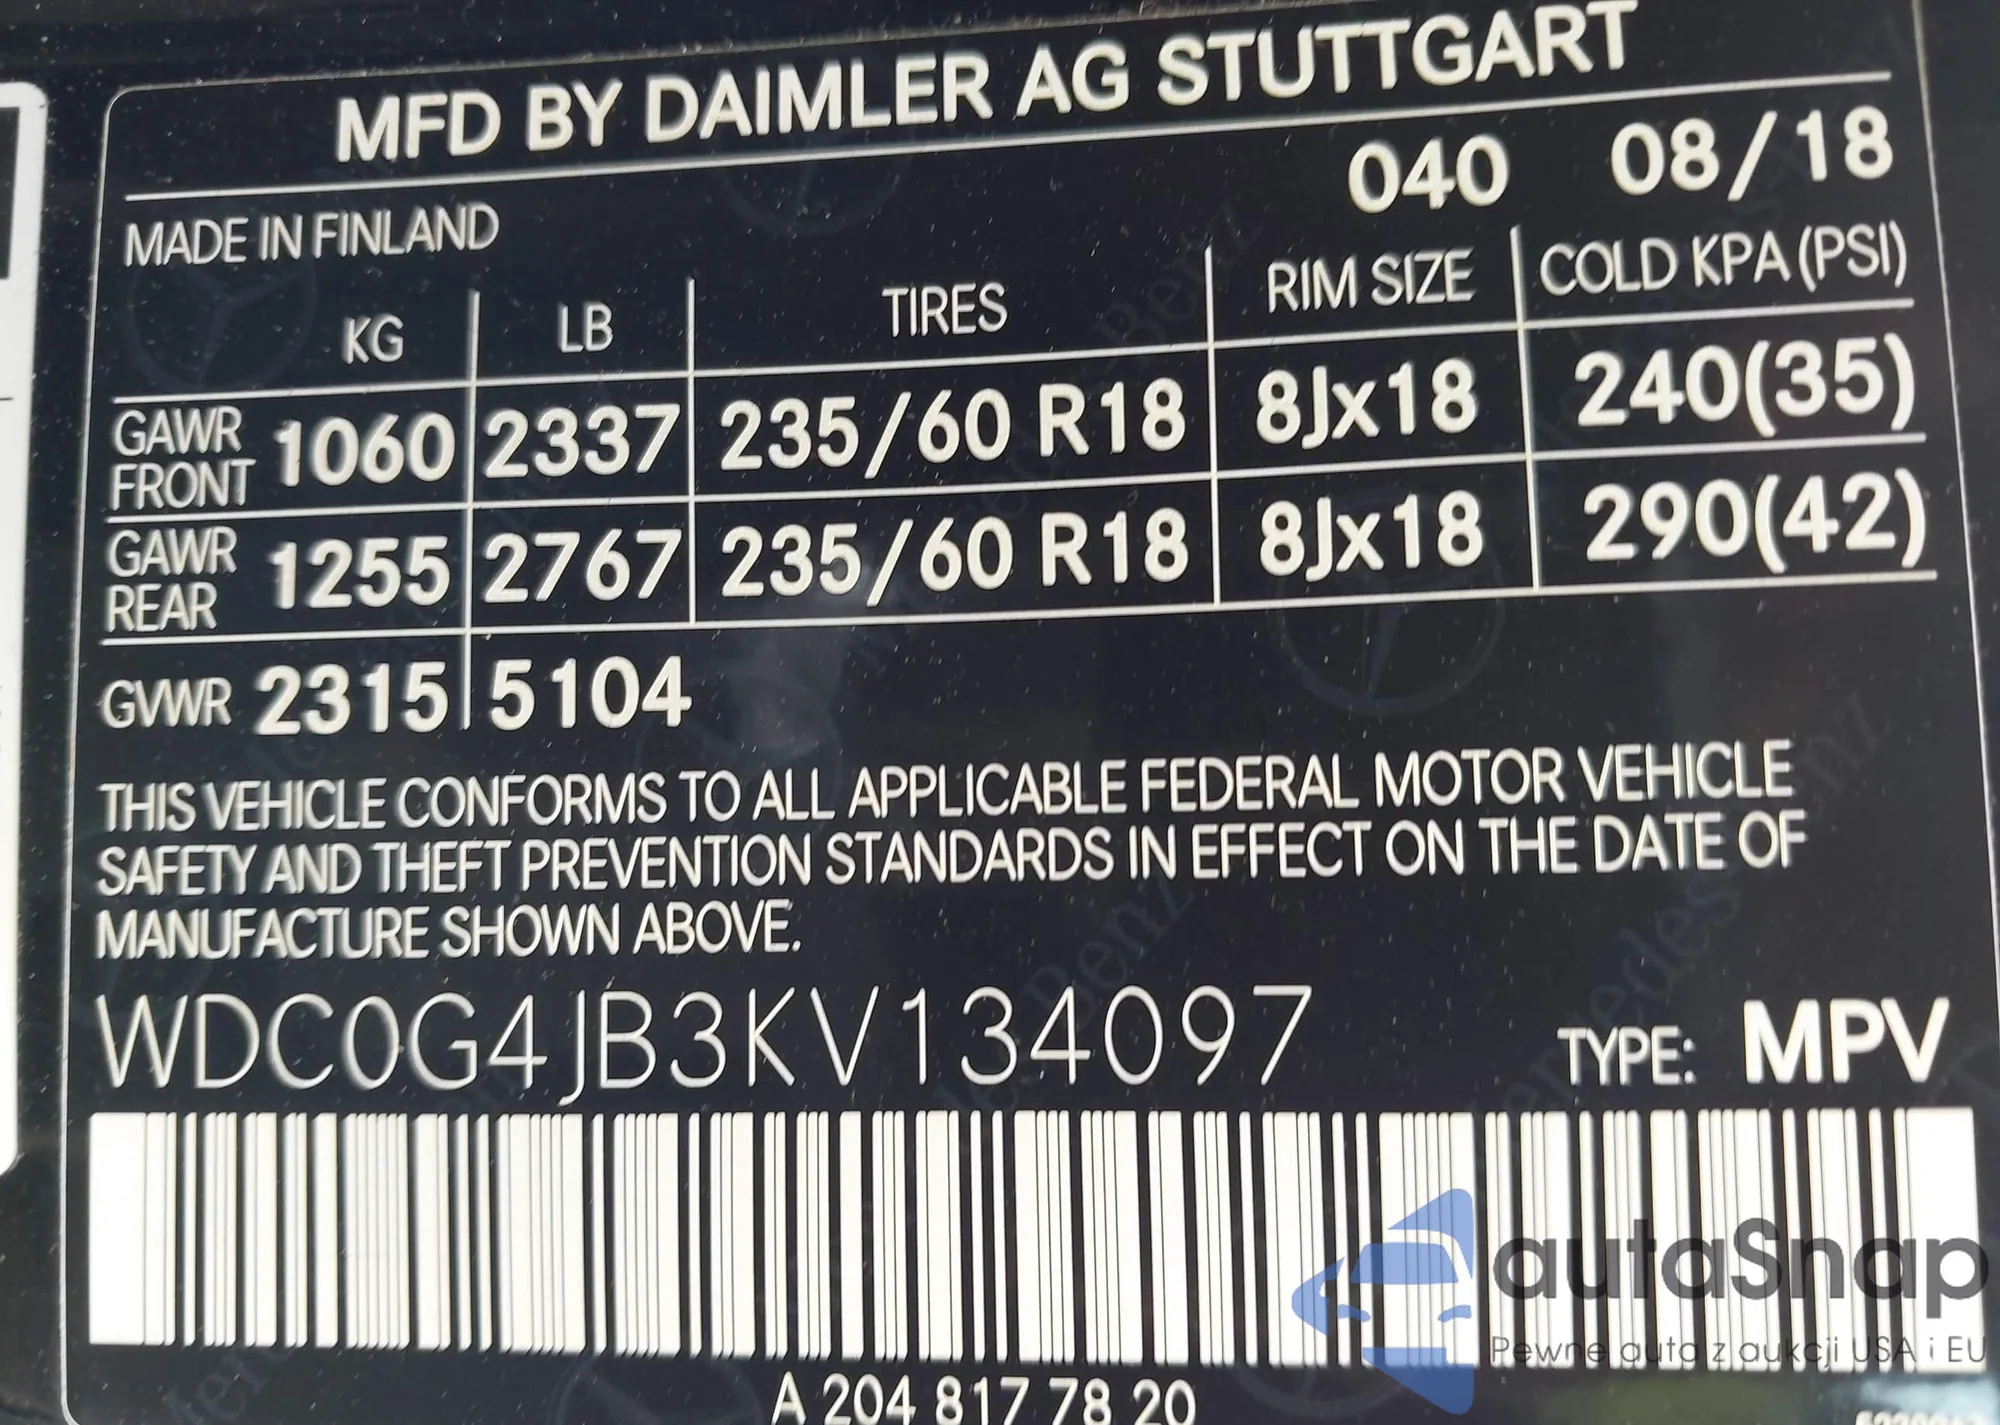 MFD BY DAIMLER AG STUTTGART
040 08/18
MADE IN FINLAND
KG LB TIRES RIM SIZE COLD KPA (PSI)
GAWR FRONT 1060 2337 235/60 R18 8Jx18 240(35)
GAWR REAR 1255 2767 235/60 R18 8Jx18 290(42)
GVWR 2315 5104
THIS VEHICLE CONFORMS TO ALL APPLICABLE FEDERAL MOTOR VEHICLE
SAFETY AND THEFT PREVENTION STANDARDS IN EFFECT ON THE DATE OF
MANUFACTURE SHOWN ABOVE.
WDC0G4JB3KV134097 TYPE: MPV
autaSnap
Pewne auta z aukcji USA i EU
A 204 817 78 20